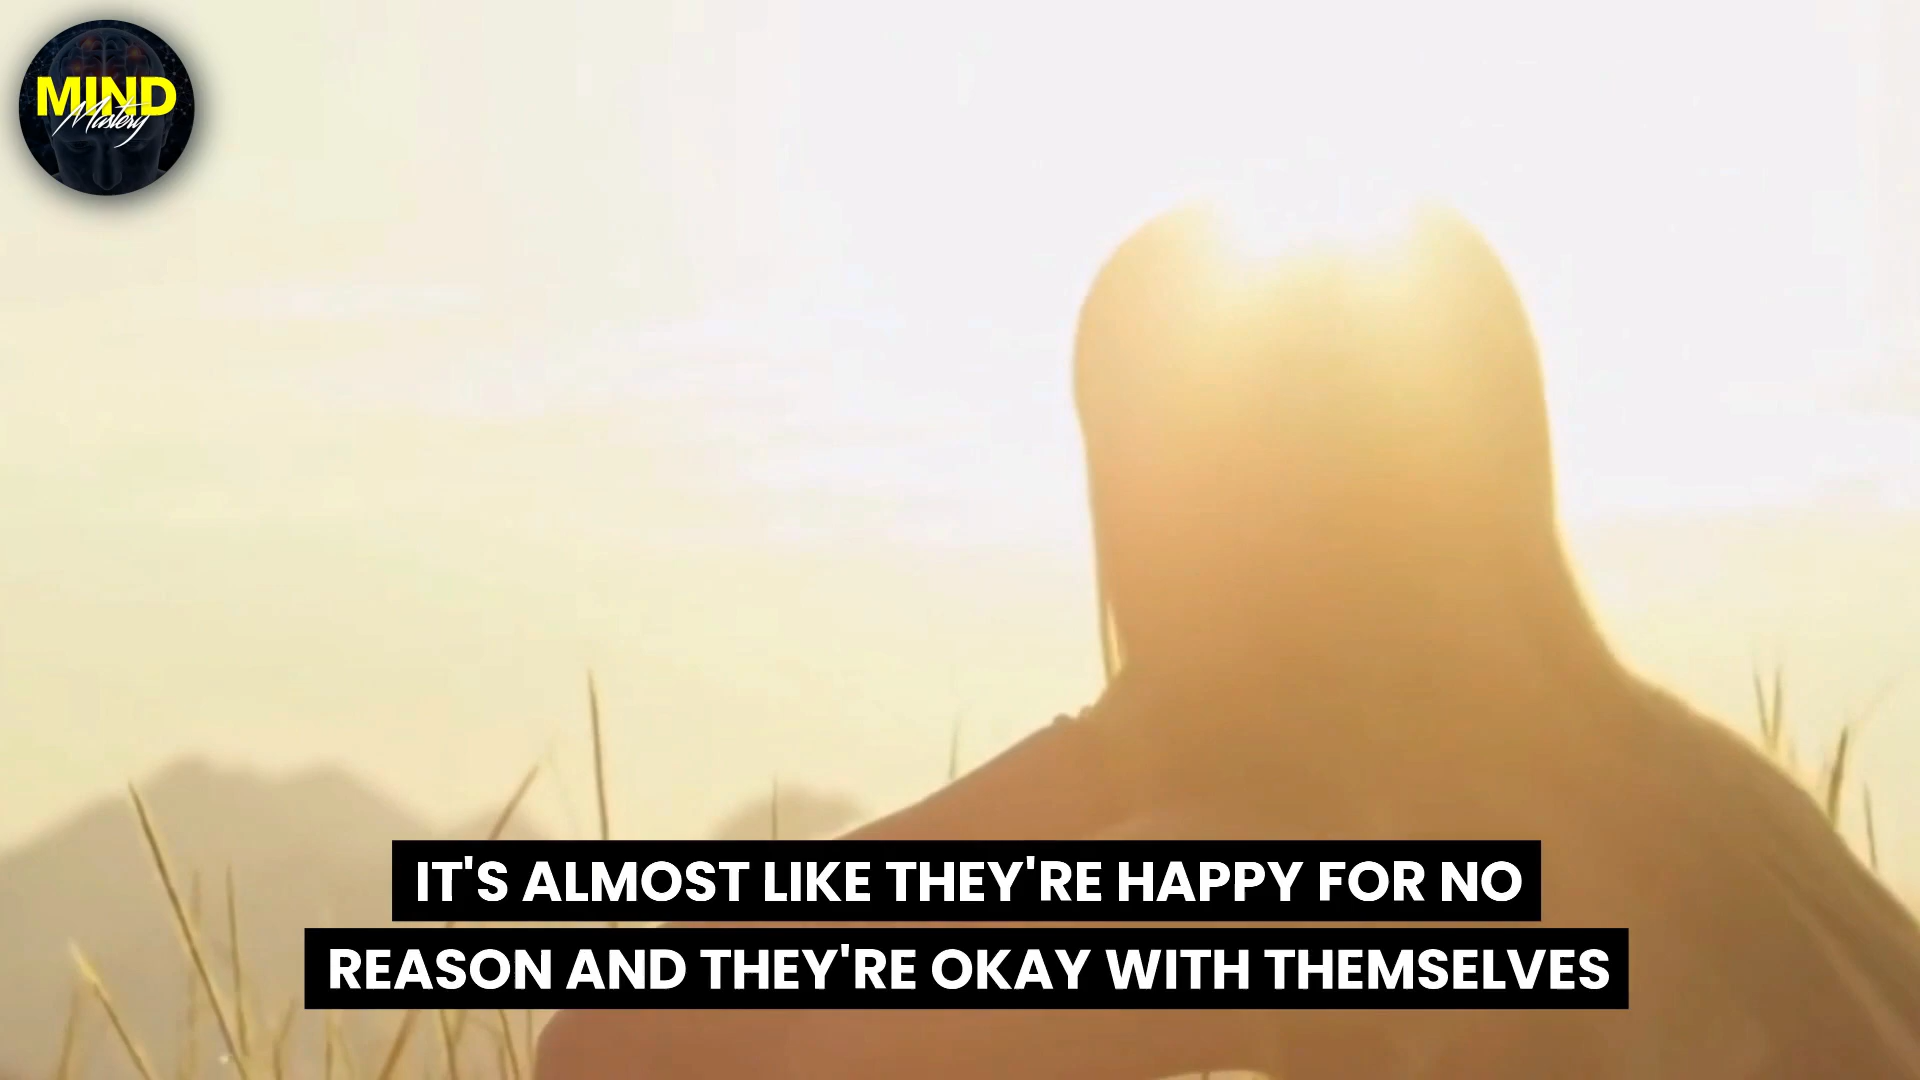 MIND
Mastery
IT'S ALMOST LIKE THEY'RE HAPPY FOR NO
REASON AND THEY'RE OKAY WITH THEMSELVES